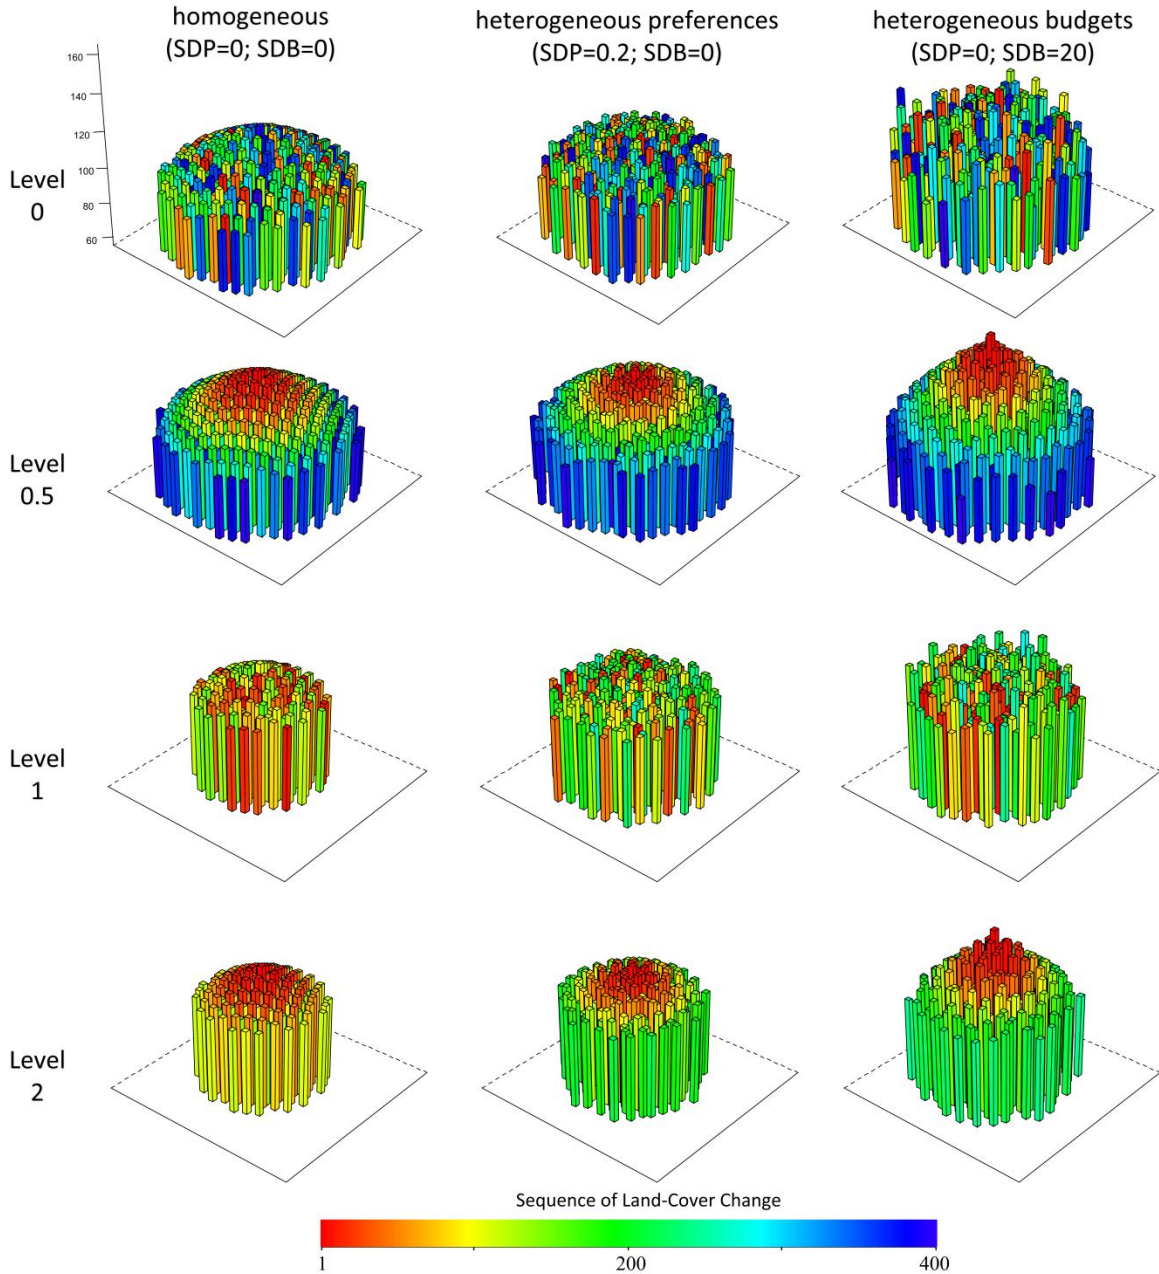 homogeneous
(SDP=0; SDB=0)
heterogeneous preferences
(SDP=0.2; SDB=0)
heterogeneous budgets
(SDP=0; SDB=20)
160
140
120
100
80
60
Level
0
Level
0.5
Level
1
Level
2
Sequence of Land-Cover Change
1
200
400